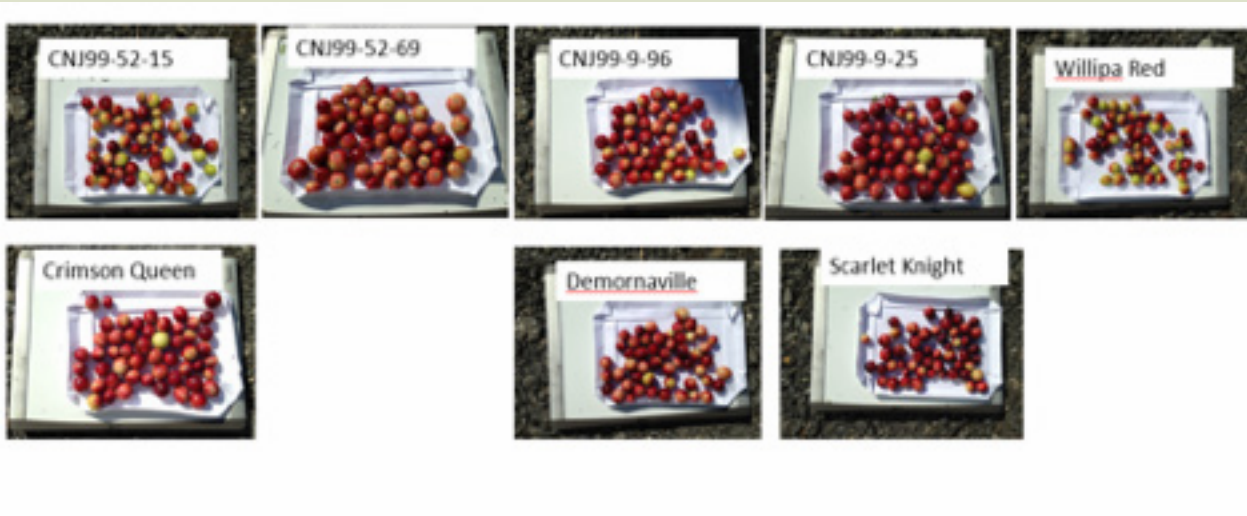 CNJ99-52-15
CNJ99-52-69
CNJ99-9-96
CNJ99-9-25
Willipa Red
Crimson Queen
Demornaville
Scarlet Knight